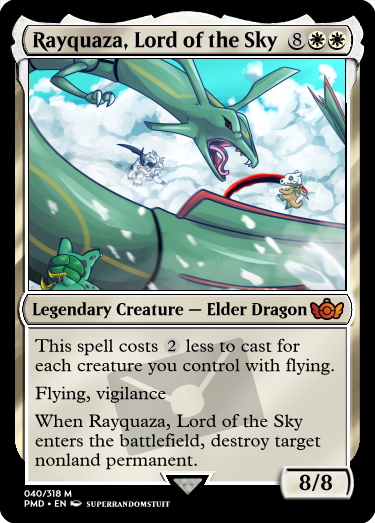 Rayquaza, Lord of the Sky 8
Legendary Creature — Elder Dragon
This spell costs 2 less to cast for
each creature you control with flying.
Flying, vigilance
When Rayquaza, Lord of the Sky
enters the battlefield, destroy target
nonland permanent.
8/8
040/318 M
PMD • EN SUPERRANDOMSTUFF